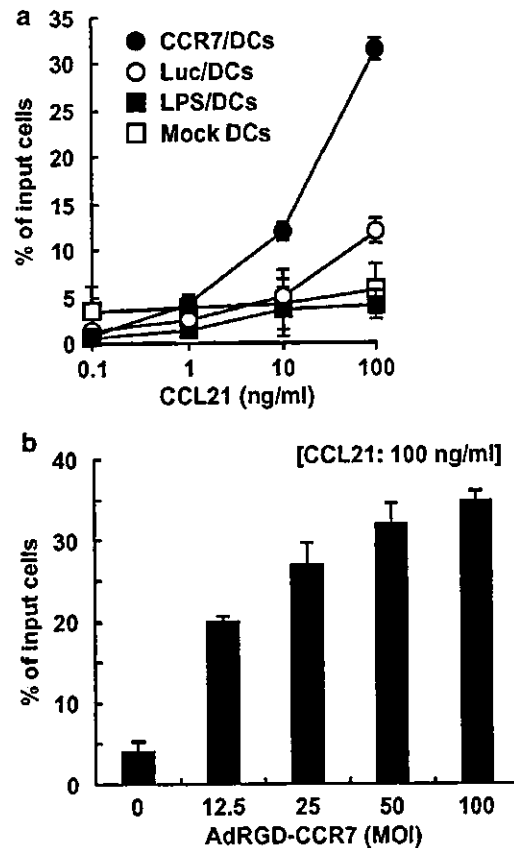 a
35
30
25
20
15
10
5
0
% of input cells
CCR7/DCs
Luc/DCs
LPS/DCs
Mock DCs
0.1 1 10 100
CCL21 (ng/ml)
b
[CCL21: 100 ng/ml]
40
30
20
10
0
% of input cells
0 12.5 25 50 100
AdRGD-CCR7 (MOI)